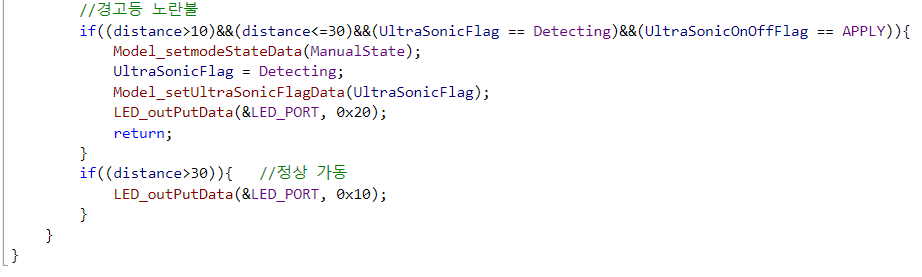 //경고등 노란불
if((distance>10)&&(distance<=30)&&(UltraSonicFlag == Detecting)&&(UltraSonicOnOffFlag == APPLY)){
Model_setmodeStateData(ManualState);
UltraSonicFlag = Detecting;
Model_setUltraSonicFlagData(UltraSonicFlag);
LED_outPutData(&LED_PORT, 0x20);
return;
}
if((distance>30)){ //정상 가동
LED_outPutData(&LED_PORT, 0x10);
}
}
}